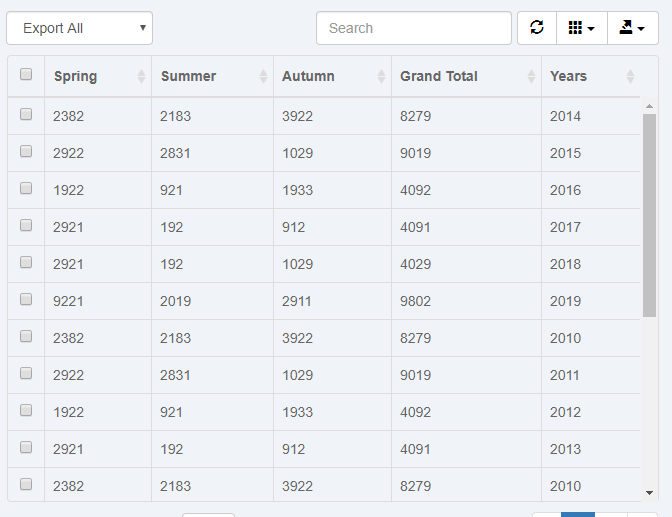 Export All Search
Spring Summer Autumn Grand Total Years
2382 2183 3922 8279 2014
2922 2831 1029 9019 2015
1922 921 1933 4092 2016
2921 192 912 4091 2017
2921 192 1029 4029 2018
9221 2019 2911 9802 2019
2382 2183 3922 8279 2010
2922 2831 1029 9019 2011
1922 921 1933 4092 2012
2921 192 912 4091 2013
2382 2183 3922 8279 2010